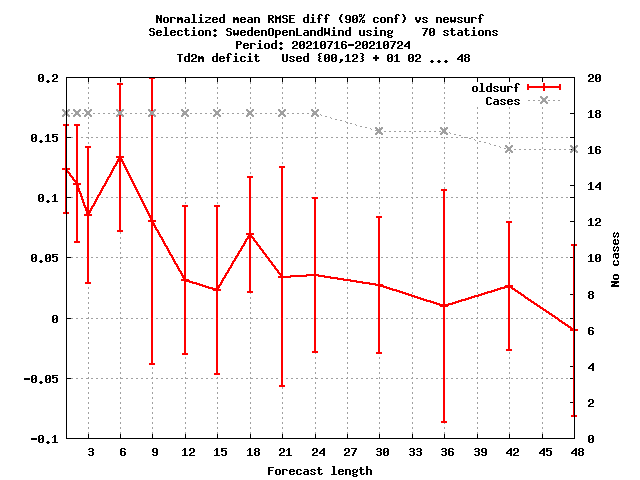 Normalized mean RMSE diff (90% conf) vs newsurf
Selection: SwedenOpenLandWind using    70 stations
Period: 20210716-20210724
Td2m deficit   Used {00,12} + 01 02 ... 48
oldsurf
Cases
0.2
0.15
0.1
0.05
0
-0.05
-0.1
20
18
16
14
12
10
8
6
4
2
0
No cases
3 6 9 12 15 18 21 24 27 30 33 36 39 42 45 48
Forecast length